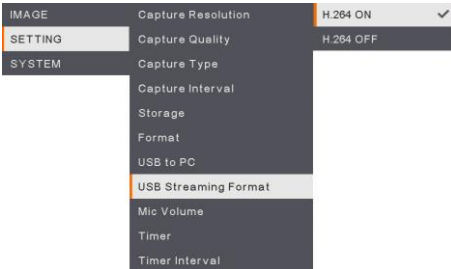 IMAGE
SETTING
SYSTEM
Capture Resolution
Capture Quality
Capture Type
Capture Interval
Storage
Format
USB to PC
USB Streaming Format
Mic Volume
Timer
Timer Interval
H.264 ON
H.264 OFF